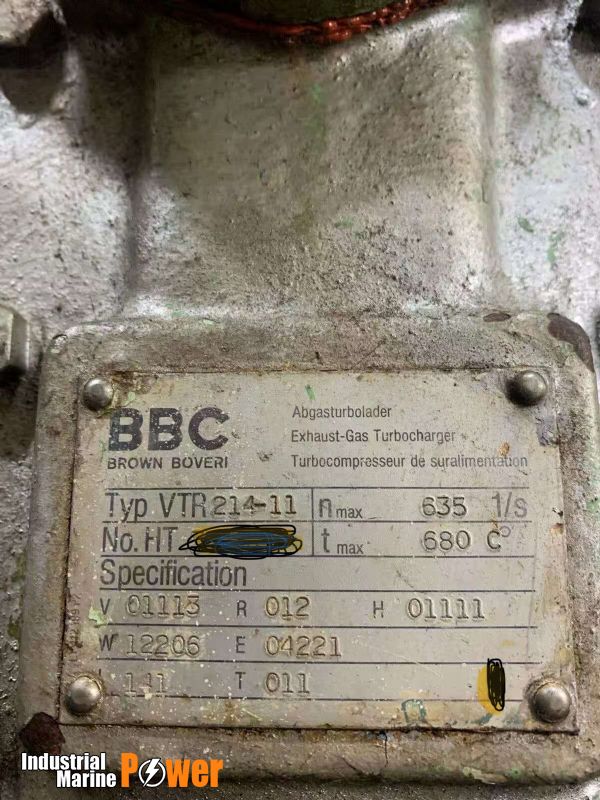 BBC
BROWN BOVERI
Abgasturbolader
Exhaust-Gas Turbocharger
Turbocompresseur de suralimentation
Typ VTR 214-11 n max 635 1/s
No. HT t max 680 C°
Specification
V 01113 R 012 H 01111
W 12206 E 04221
T 011
Industrial
Marine Power